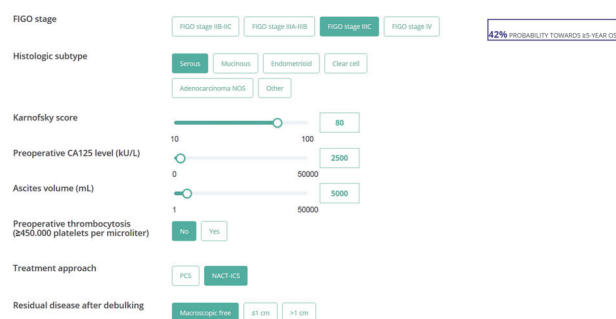 FIGO stage
FIGO stage IIB-IIC FIGO stage IIIA-IIIB FIGO stage IIIC FIGO stage IV
42% PROBABILITY TOWARDS ≥5-YEAR OS
Histologic subtype
Serous Mucinous Endometrioid Clear cell
Adenocarcinoma NOS Other
Karnofsky score
80
10 100
Preoperative CA125 level (kU/L)
2500
0 50000
Ascites volume (mL)
5000
1 50000
Preoperative thrombocytosis
(≥450.000 platelets per microliter)
No Yes
Treatment approach
PCS NACT-ICS
Residual disease after debulking
Macroscopic free ≤1 cm >1 cm